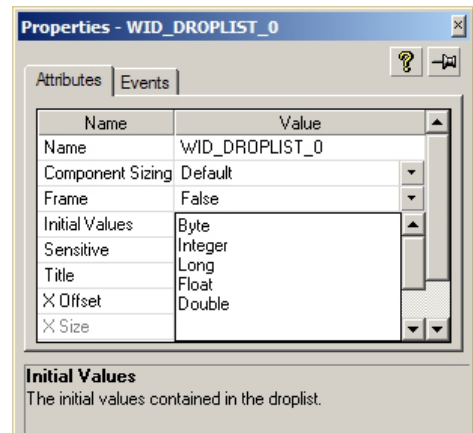 Properties - WID_DROPLIST_0
Attributes Events
Name Value
Name WID_DROPLIST_0
Component Sizing Default
Frame False
Initial Values Byte
Integer
Sensitive
Long
Title
Float
X Offset Double
X Size
Initial Values
The initial values contained in the droplist.